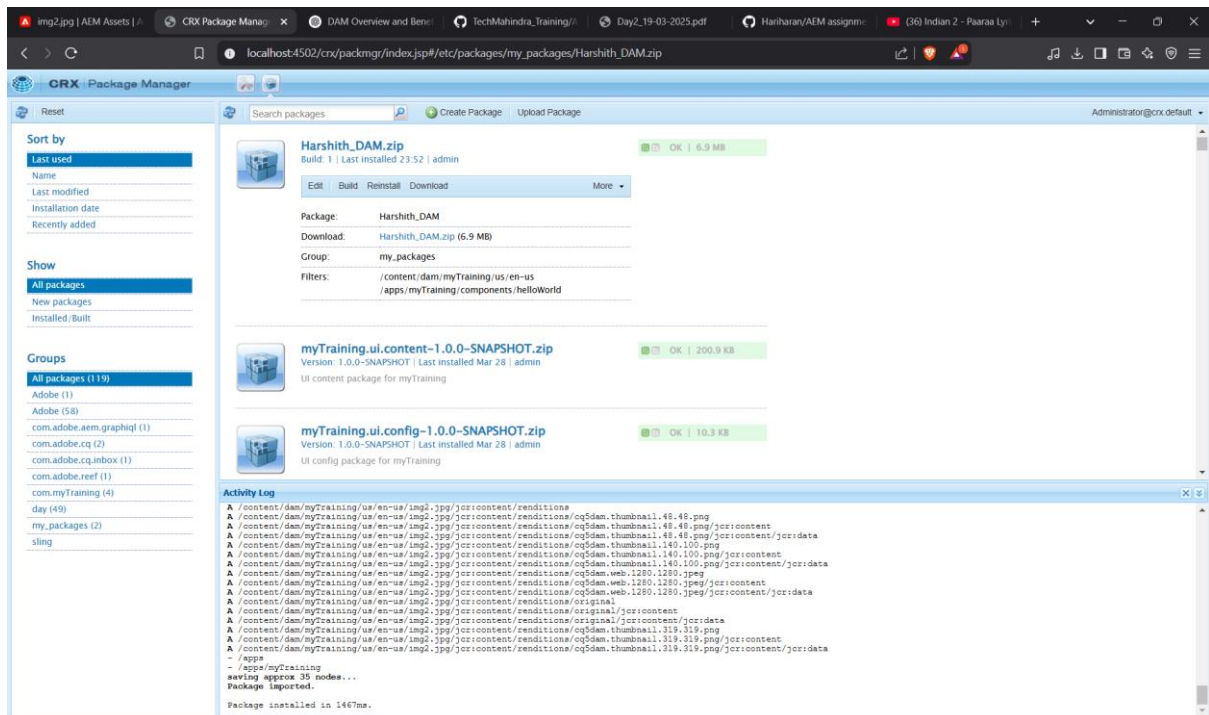 img2.jpg | AEM Assets | A
CRX Package Manag
DAM Overview and Benef
TechMahindra_Training/A
Day2_19-03-2025.pdf
Hariharan/AEM assignme
(36) Indian 2 - Paaraa Lyri
localhost:4502/crx/packmgr/index.jsp#/etc/packages/my_packages/Harshith_DAM.zip
CRX Package Manager
Reset
Search packages
Create Package
Upload Package
Administrator@crx.default
Sort by
Last used
Name
Last modified
Installation date
Recently added
Show
All packages
New packages
Installed/Built
Groups
All packages (119)
Adobe (1)
Adobe (58)
com.adobe.aem.graphiql (1)
com.adobe.cq (2)
com.adobe.cq.inbox (1)
com.adobe.reef (1)
com.myTraining (4)
day (49)
my_packages (2)
sling
Harshith_DAM.zip
OK | 6.9 MB
Build: 1 | Last installed 23:52 | admin
Edit Build Reinstall Download More
Package: Harshith_DAM
Download: Harshith_DAM.zip (6.9 MB)
Group: my_packages
Filters: /content/dam/myTraining/us/en-us
/apps/myTraining/components/helloWorld
myTraining.ui.content-1.0.0-SNAPSHOT.zip
OK | 200.9 KB
Version: 1.0.0-SNAPSHOT | Last installed Mar 28 | admin
UI content package for myTraining
myTraining.ui.config-1.0.0-SNAPSHOT.zip
OK | 10.3 KB
Version: 1.0.0-SNAPSHOT | Last installed Mar 28 | admin
UI config package for myTraining
Activity Log
A /content/dam/myTraining/us/en-us/img2.jpg/jcr:content/renditions
A /content/dam/myTraining/us/en-us/img2.jpg/jcr:content/renditions/cq5dam.thumbnail.48.48.png
A /content/dam/myTraining/us/en-us/img2.jpg/jcr:content/renditions/cq5dam.thumbnail.48.48.png/jcr:content
A /content/dam/myTraining/us/en-us/img2.jpg/jcr:content/renditions/cq5dam.thumbnail.48.48.png/jcr:content/jcr:data
A /content/dam/myTraining/us/en-us/img2.jpg/jcr:content/renditions/cq5dam.thumbnail.140.100.png
A /content/dam/myTraining/us/en-us/img2.jpg/jcr:content/renditions/cq5dam.thumbnail.140.100.png/jcr:content
A /content/dam/myTraining/us/en-us/img2.jpg/jcr:content/renditions/cq5dam.thumbnail.140.100.png/jcr:content/jcr:data
A /content/dam/myTraining/us/en-us/img2.jpg/jcr:content/renditions/cq5dam.web.1280.1280.jpeg
A /content/dam/myTraining/us/en-us/img2.jpg/jcr:content/renditions/cq5dam.web.1280.1280.jpeg/jcr:content
A /content/dam/myTraining/us/en-us/img2.jpg/jcr:content/renditions/cq5dam.web.1280.1280.jpeg/jcr:content/jcr:data
A /content/dam/myTraining/us/en-us/img2.jpg/jcr:content/renditions/original
A /content/dam/myTraining/us/en-us/img2.jpg/jcr:content/renditions/original/jcr:content
A /content/dam/myTraining/us/en-us/img2.jpg/jcr:content/renditions/original/jcr:content/jcr:data
A /content/dam/myTraining/us/en-us/img2.jpg/jcr:content/renditions/cq5dam.thumbnail.319.319.png
A /content/dam/myTraining/us/en-us/img2.jpg/jcr:content/renditions/cq5dam.thumbnail.319.319.png/jcr:content
A /content/dam/myTraining/us/en-us/img2.jpg/jcr:content/renditions/cq5dam.thumbnail.319.319.png/jcr:content/jcr:data
- /apps
- /apps/myTraining
saving approx 35 nodes...
Package imported.
Package installed in 1467ms.